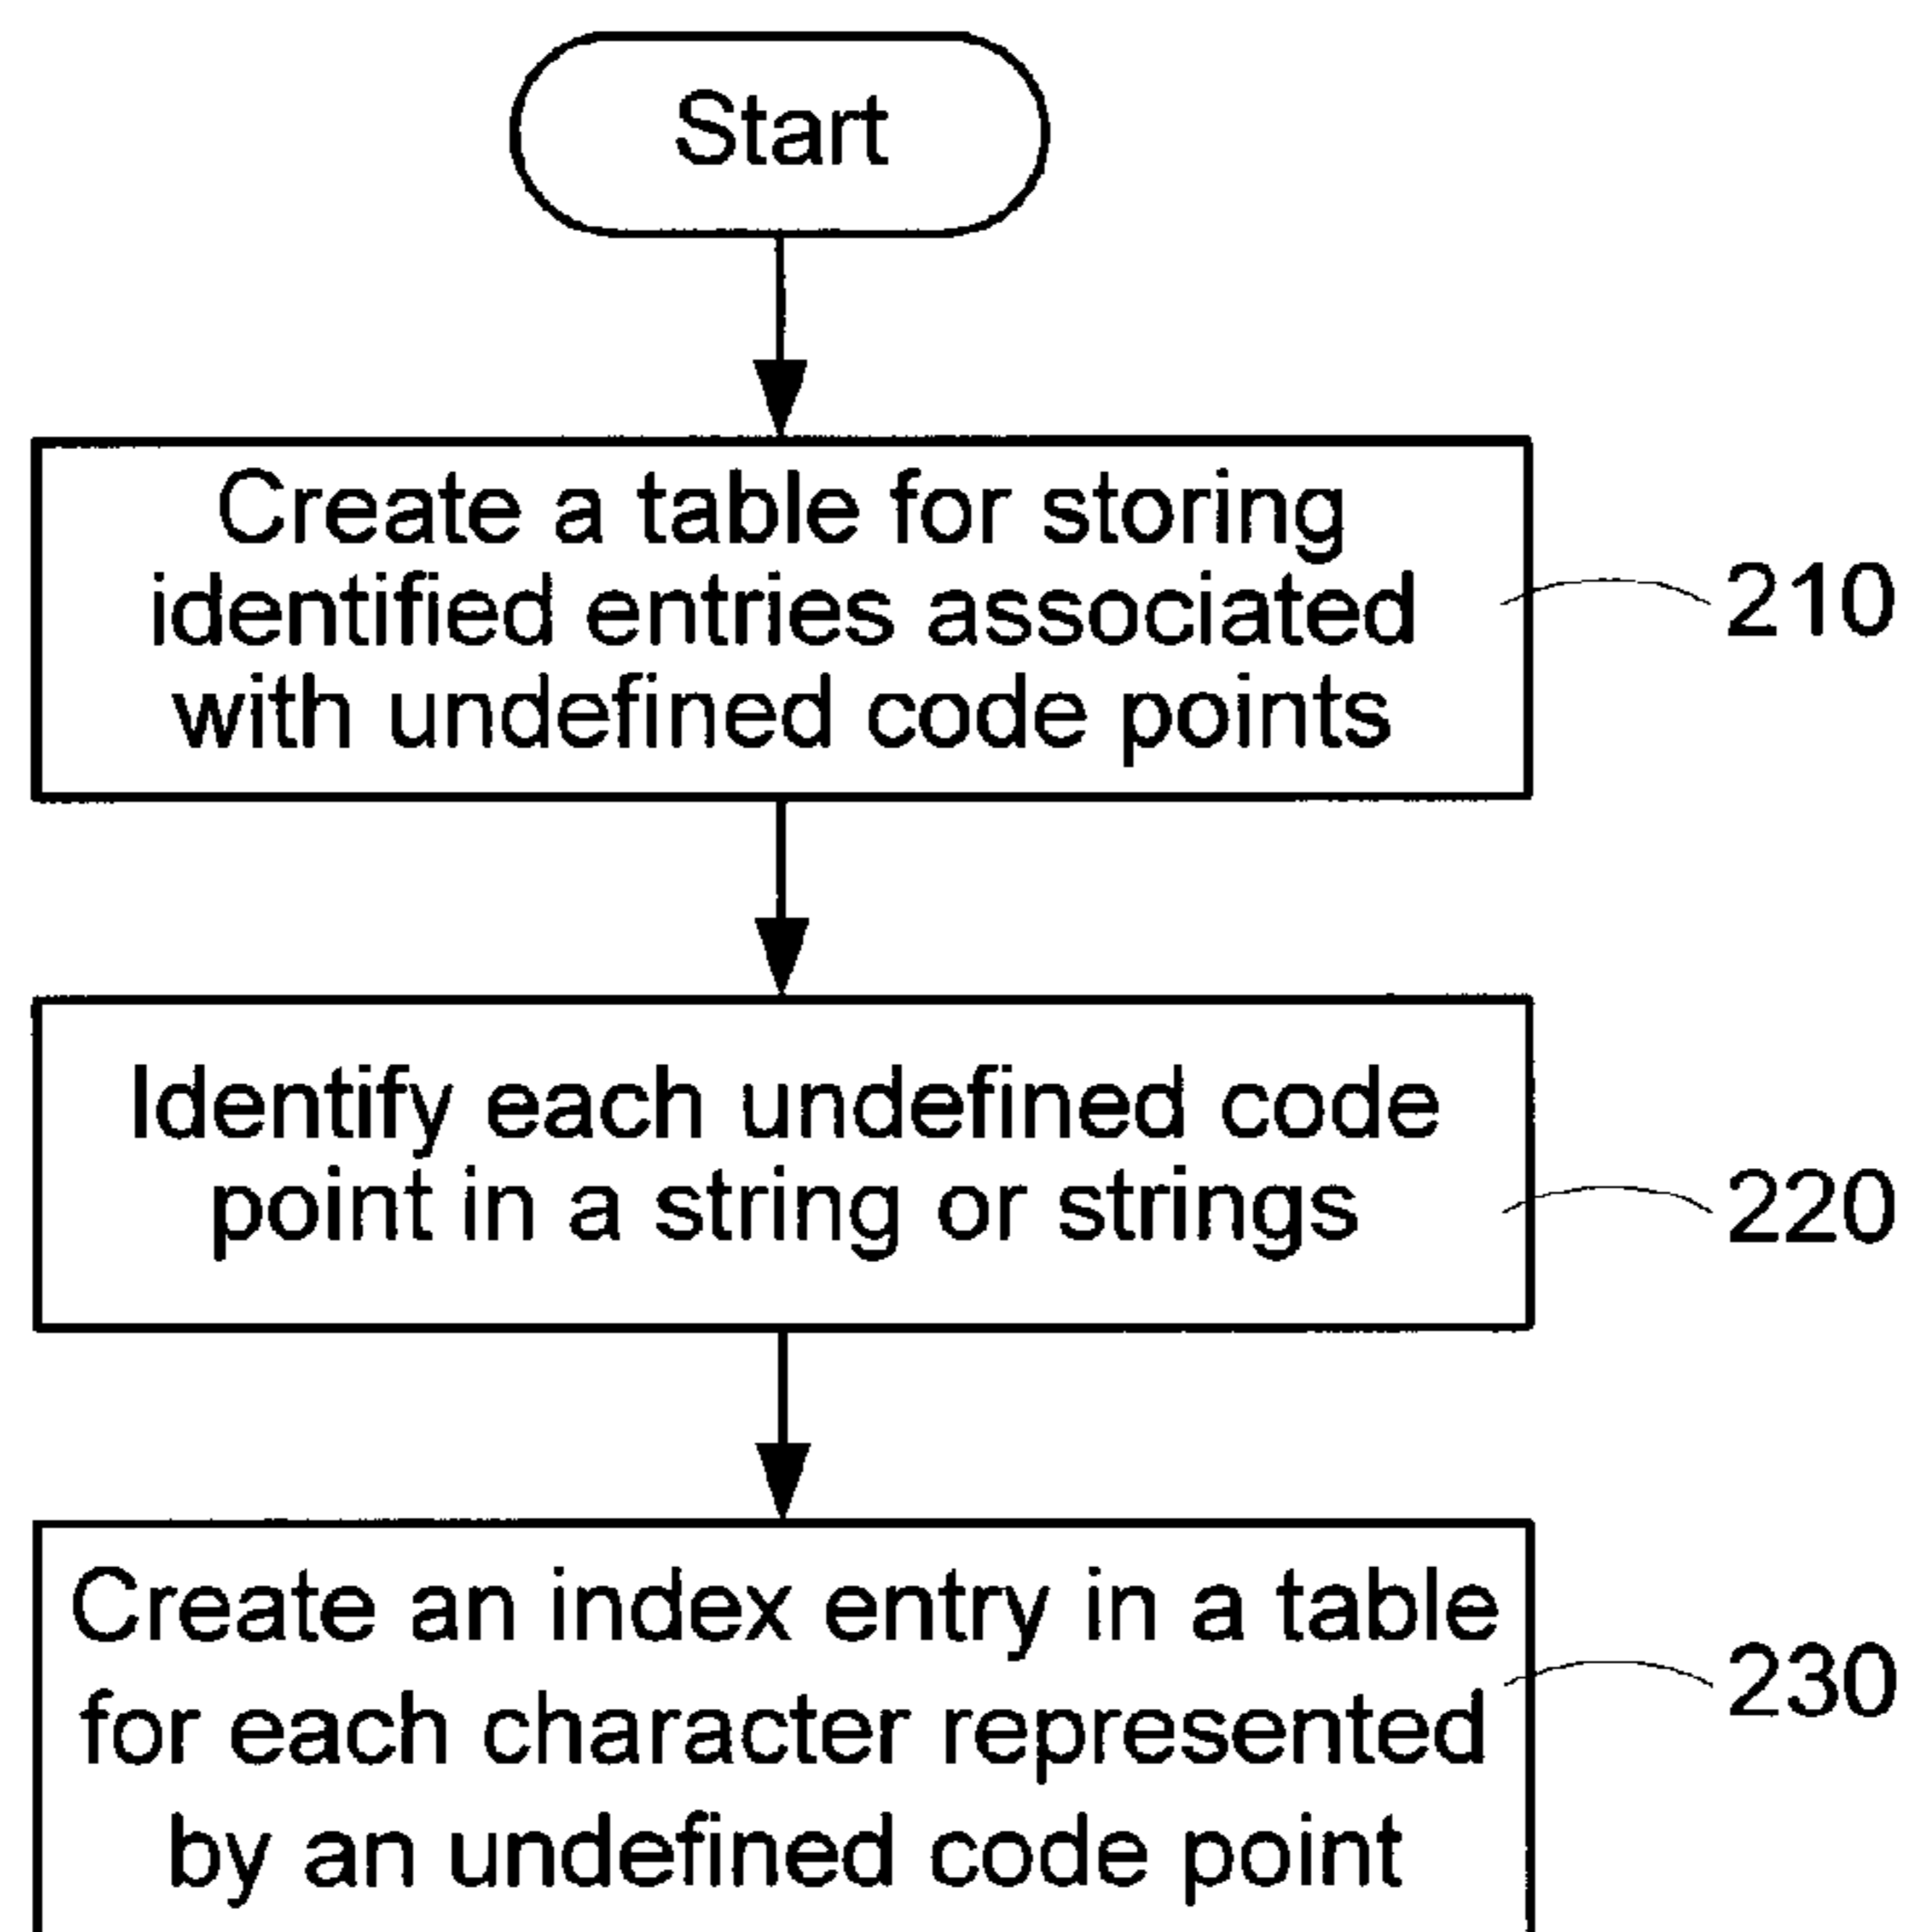 Start
Create a table for storing
identified entries associated
with undefined code points
210
Identify each undefined code
point in a string or strings
220
Create an index entry in a table
for each character represented
by an undefined code point
230